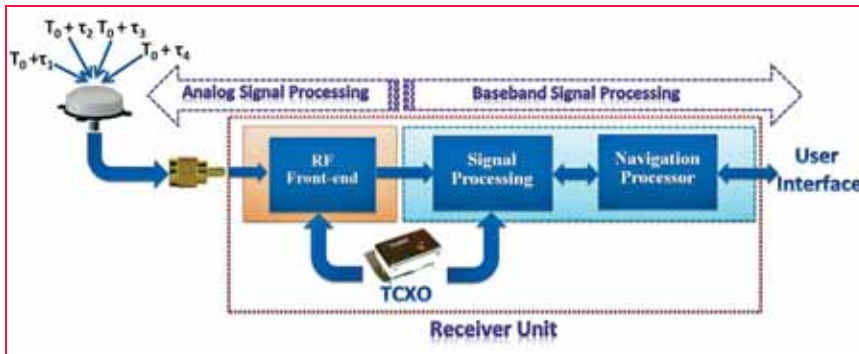 T₀ + τ₂ T₀ + τ₃
T₀ +τ₁
T₀ + τ₄
Analog Signal Processing
Baseband Signal Processing
RF
Front-end
Signal
Processing
Navigation
Processor
User
Interface
TCXO
Receiver Unit